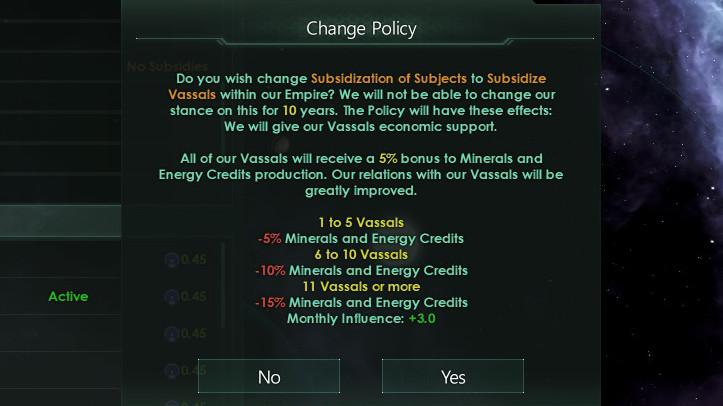 Change Policy
No Subsidies
Do you wish change Subsidization of Subjects to Subsidize
Vassals within our Empire? We will not be able to change our
stance on this for 10 years. The Policy will have these effects:
We will give our Vassals economic support.
All of our Vassals will receive a 5% bonus to Minerals and
Energy Credits production. Our relations with our Vassals will be
greatly improved.
1 to 5 Vassals
-5% Minerals and Energy Credits
6 to 10 Vassals
-10% Minerals and Energy Credits
11 Vassals or more
-15% Minerals and Energy Credits
Monthly Influence: +3.0
0.45
Active
0.45
0.45
0.45
No
Yes